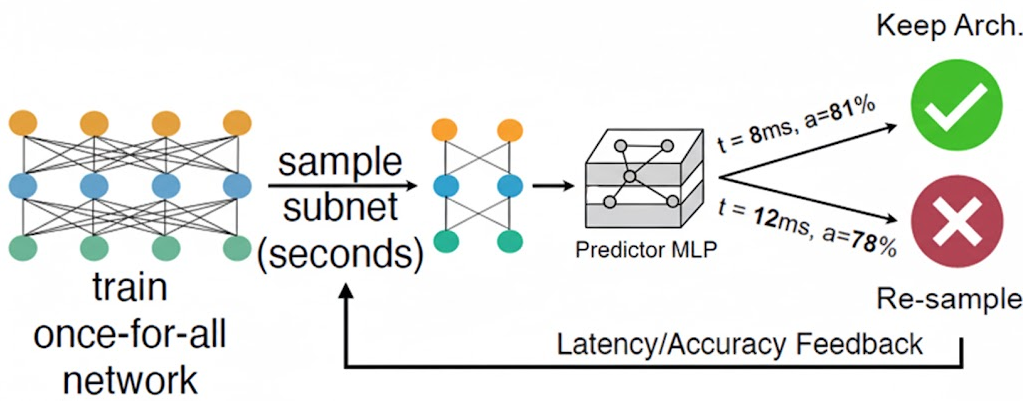 train
once-for-all
network
sample
subnet
(seconds)
Predictor MLP
t = 8ms, a=81%
t = 12ms, a=78%
Keep Arch.
Re-sample
Latency/Accuracy Feedback